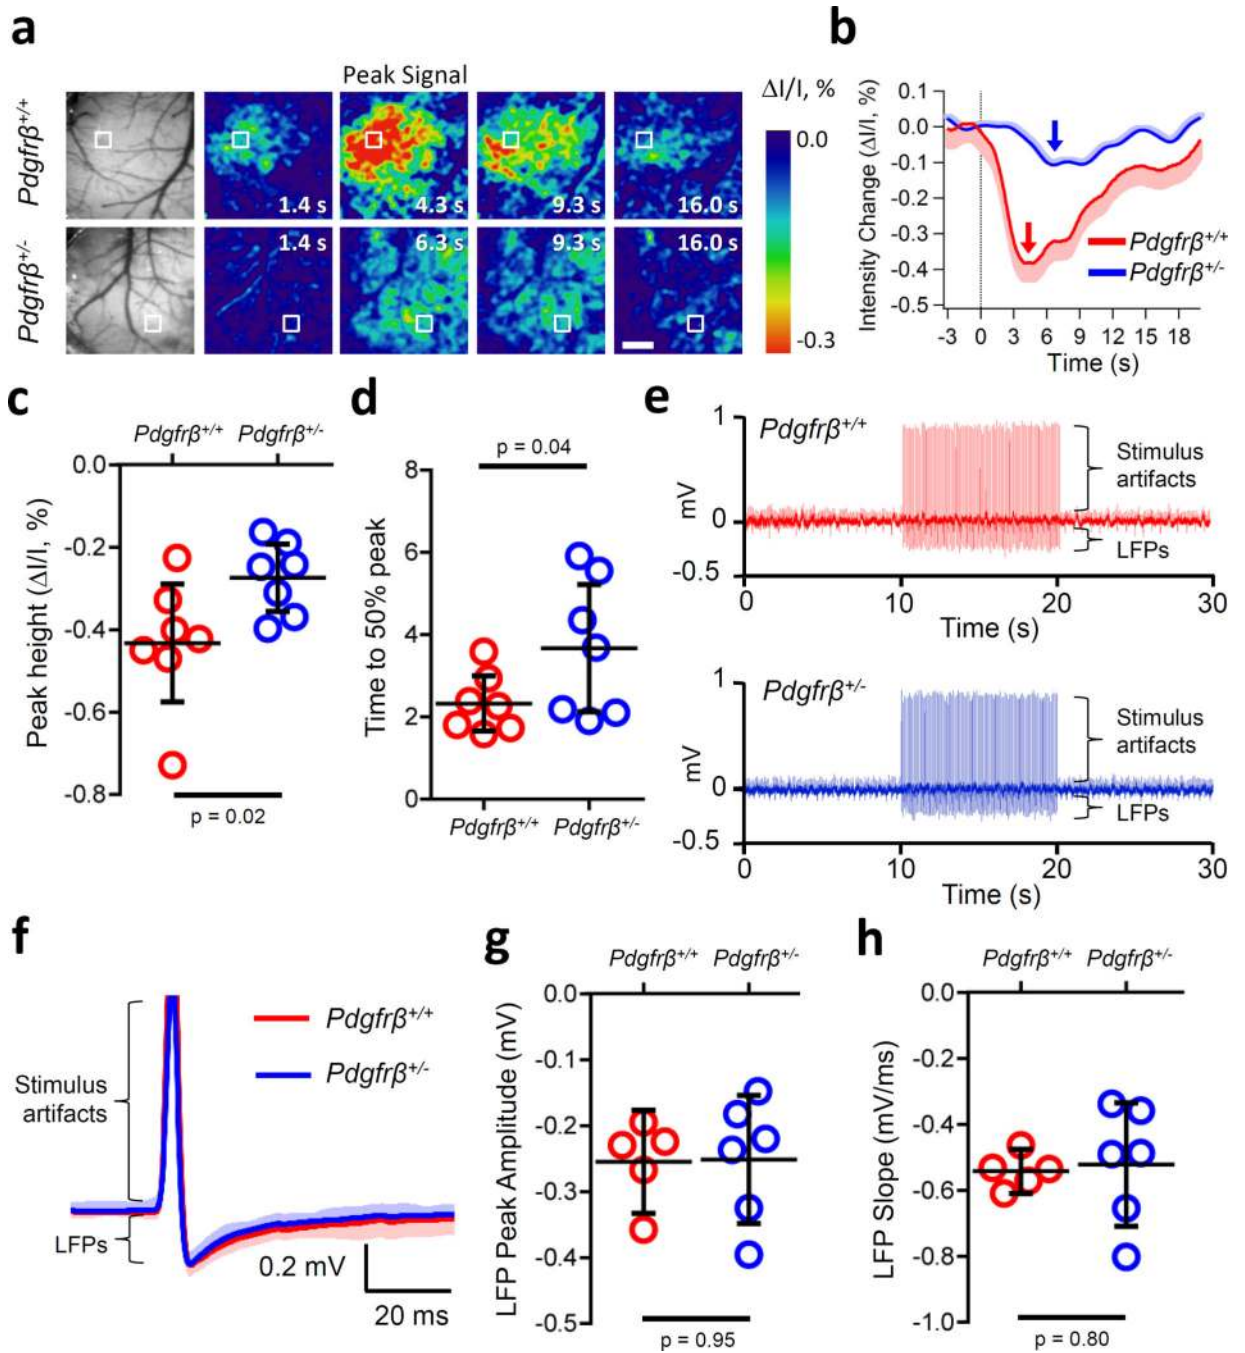 a
Peak Signal
ΔI/I, %
Pdgfrβ+/+
1.4 s
4.3 s
9.3 s
16.0 s
0.0
Pdgfrβ+/-
1.4 s
6.3 s
9.3 s
16.0 s
-0.3
b
Intensity Change (ΔI/I, %)
0.1
0.0
-0.1
-0.2
-0.3
-0.4
-0.5
Pdgfrβ+/+
Pdgfrβ+/-
-3 0 3 6 9 12 15 18
Time (s)
c
Pdgfrβ+/+ Pdgfrβ+/-
Peak height (ΔI/I, %)
0.0
-0.2
-0.4
-0.6
-0.8
p = 0.02
d
p = 0.04
Time to 50% peak
8
6
4
2
0
Pdgfrβ+/+ Pdgfrβ+/-
e
Pdgfrβ+/+
mV
1
0
-0.5
Stimulus
artifacts
LFPs
0 10 20 30
Time (s)
Pdgfrβ+/-
mV
1
0
-0.5
Stimulus
artifacts
LFPs
0 10 20 30
Time (s)
f
Pdgfrβ+/+
Pdgfrβ+/-
Stimulus
artifacts
LFPs
0.2 mV
20 ms
g
Pdgfrβ+/+ Pdgfrβ+/-
LFP Peak Amplitude (mV)
0.0
-0.1
-0.2
-0.3
-0.4
-0.5
p = 0.95
h
Pdgfrβ+/+ Pdgfrβ+/-
LFP Slope (mV/ms)
0.0
-0.2
-0.4
-0.6
-0.8
-1.0
p = 0.80